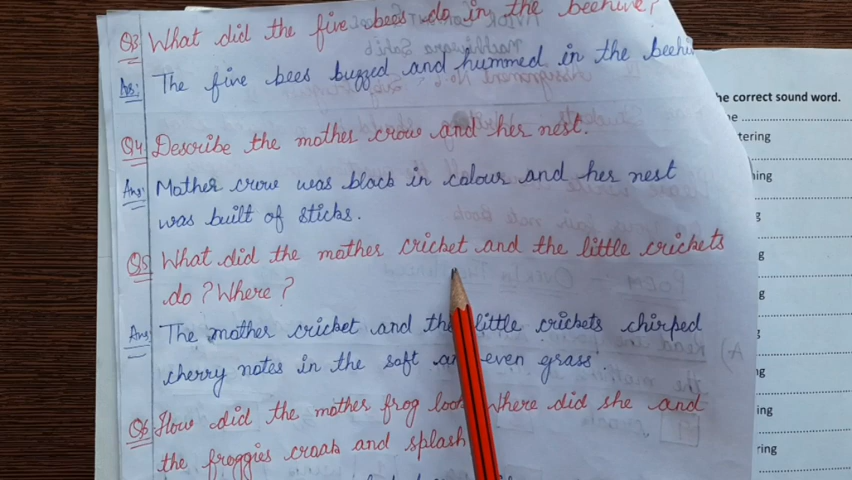 Q3 What did the five bees do in the beehive?
Ans: The five bees buzzed and hummed in the
Q4 Describe the mother crow and her nest.
Ans: Mother crow was black in colour and her nest
was built of sticks.
Q5 What did the mother cricket and the little crickets
do? Where?
Ans: The mother cricket and the little crickets chirped
cherry notes in the soft and even grass.
Q6 How did the mother frog look? Where did she and
the froggies croak and splash
he correct sound word.
ne
tering
ing
g
g
g
g
ng
ing
ring